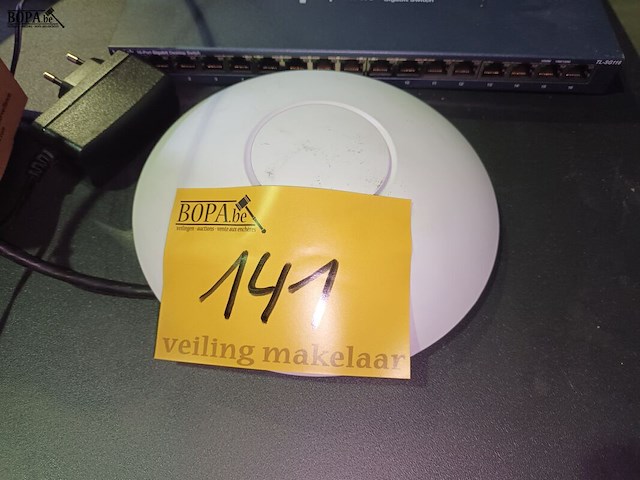 BOPA.be
TL-SG116
BOPA.be
veilingen - auctions - vente aux enchères
141
veiling makelaar